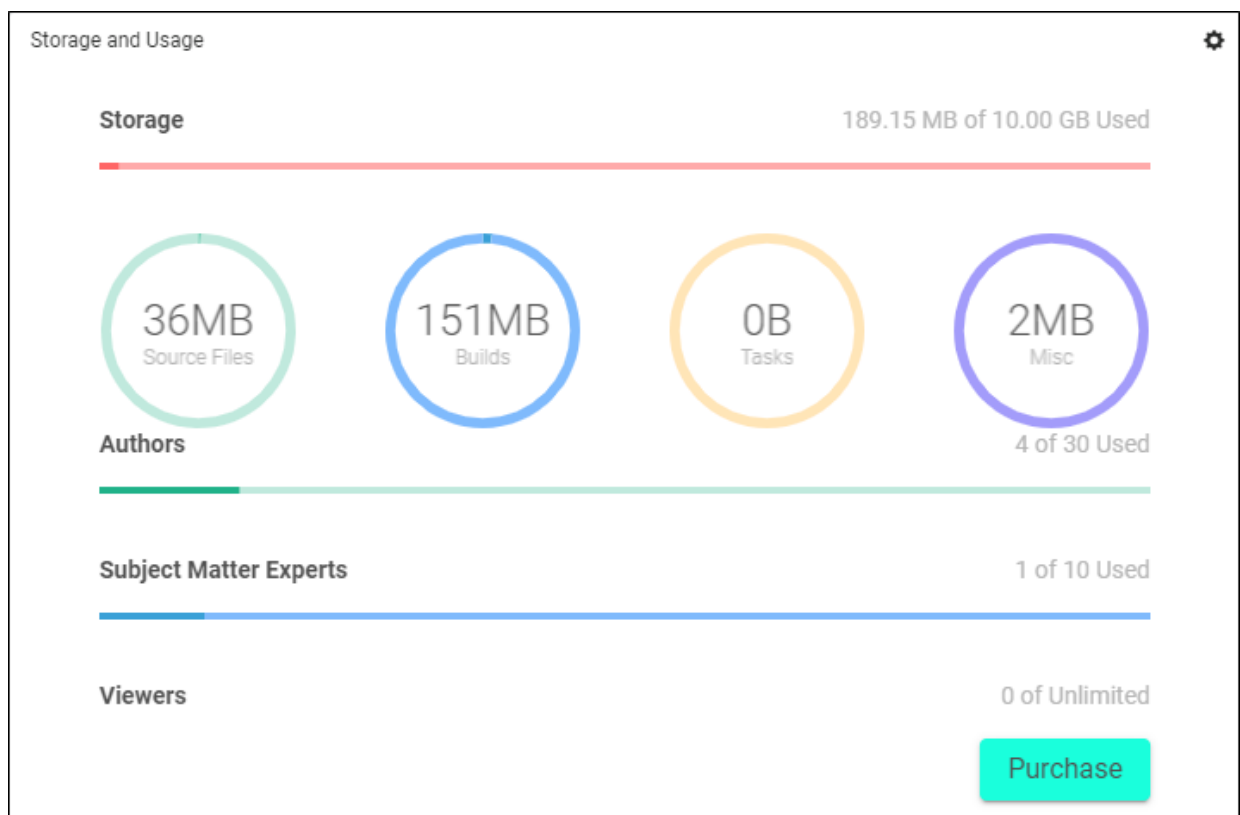 Storage and Usage
Storage 189.15 MB of 10.00 GB Used
36MB 151MB 0B 2MB
Source Files Builds Tasks Misc
Authors 4 of 30 Used
Subject Matter Experts 1 of 10 Used
Viewers 0 of Unlimited
Purchase